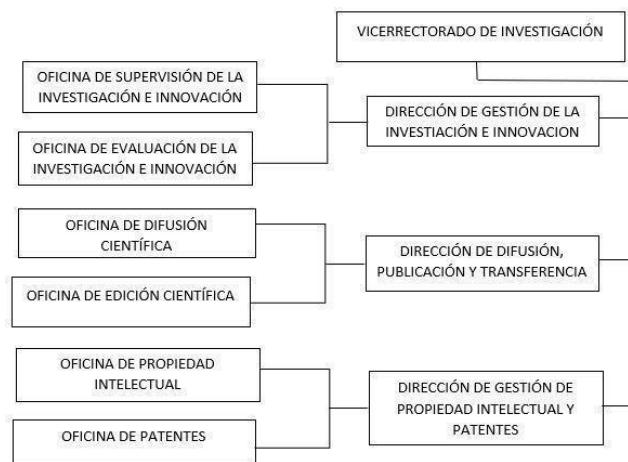 VICERRECTORADO DE INVESTIGACIÓN
OFICINA DE SUPERVISIÓN DE LA
INVESTIGACIÓN E INNOVACIÓN
DIRECCIÓN DE GESTIÓN DE LA
INVESTIACIÓN E INNOVACION
OFICINA DE EVALUACIÓN DE LA
INVESTIGACIÓN E INNOVACIÓN
OFICINA DE DIFUSIÓN
CIENTÍFICA
DIRECCIÓN DE DIFUSIÓN,
PUBLICACIÓN Y TRANSFERENCIA
OFICINA DE EDICIÓN CIENTÍFICA
OFICINA DE PROPIEDAD
INTELECTUAL
DIRECCIÓN DE GESTIÓN DE
PROPIEDAD INTELECTUAL Y
PATENTES
OFICINA DE PATENTES